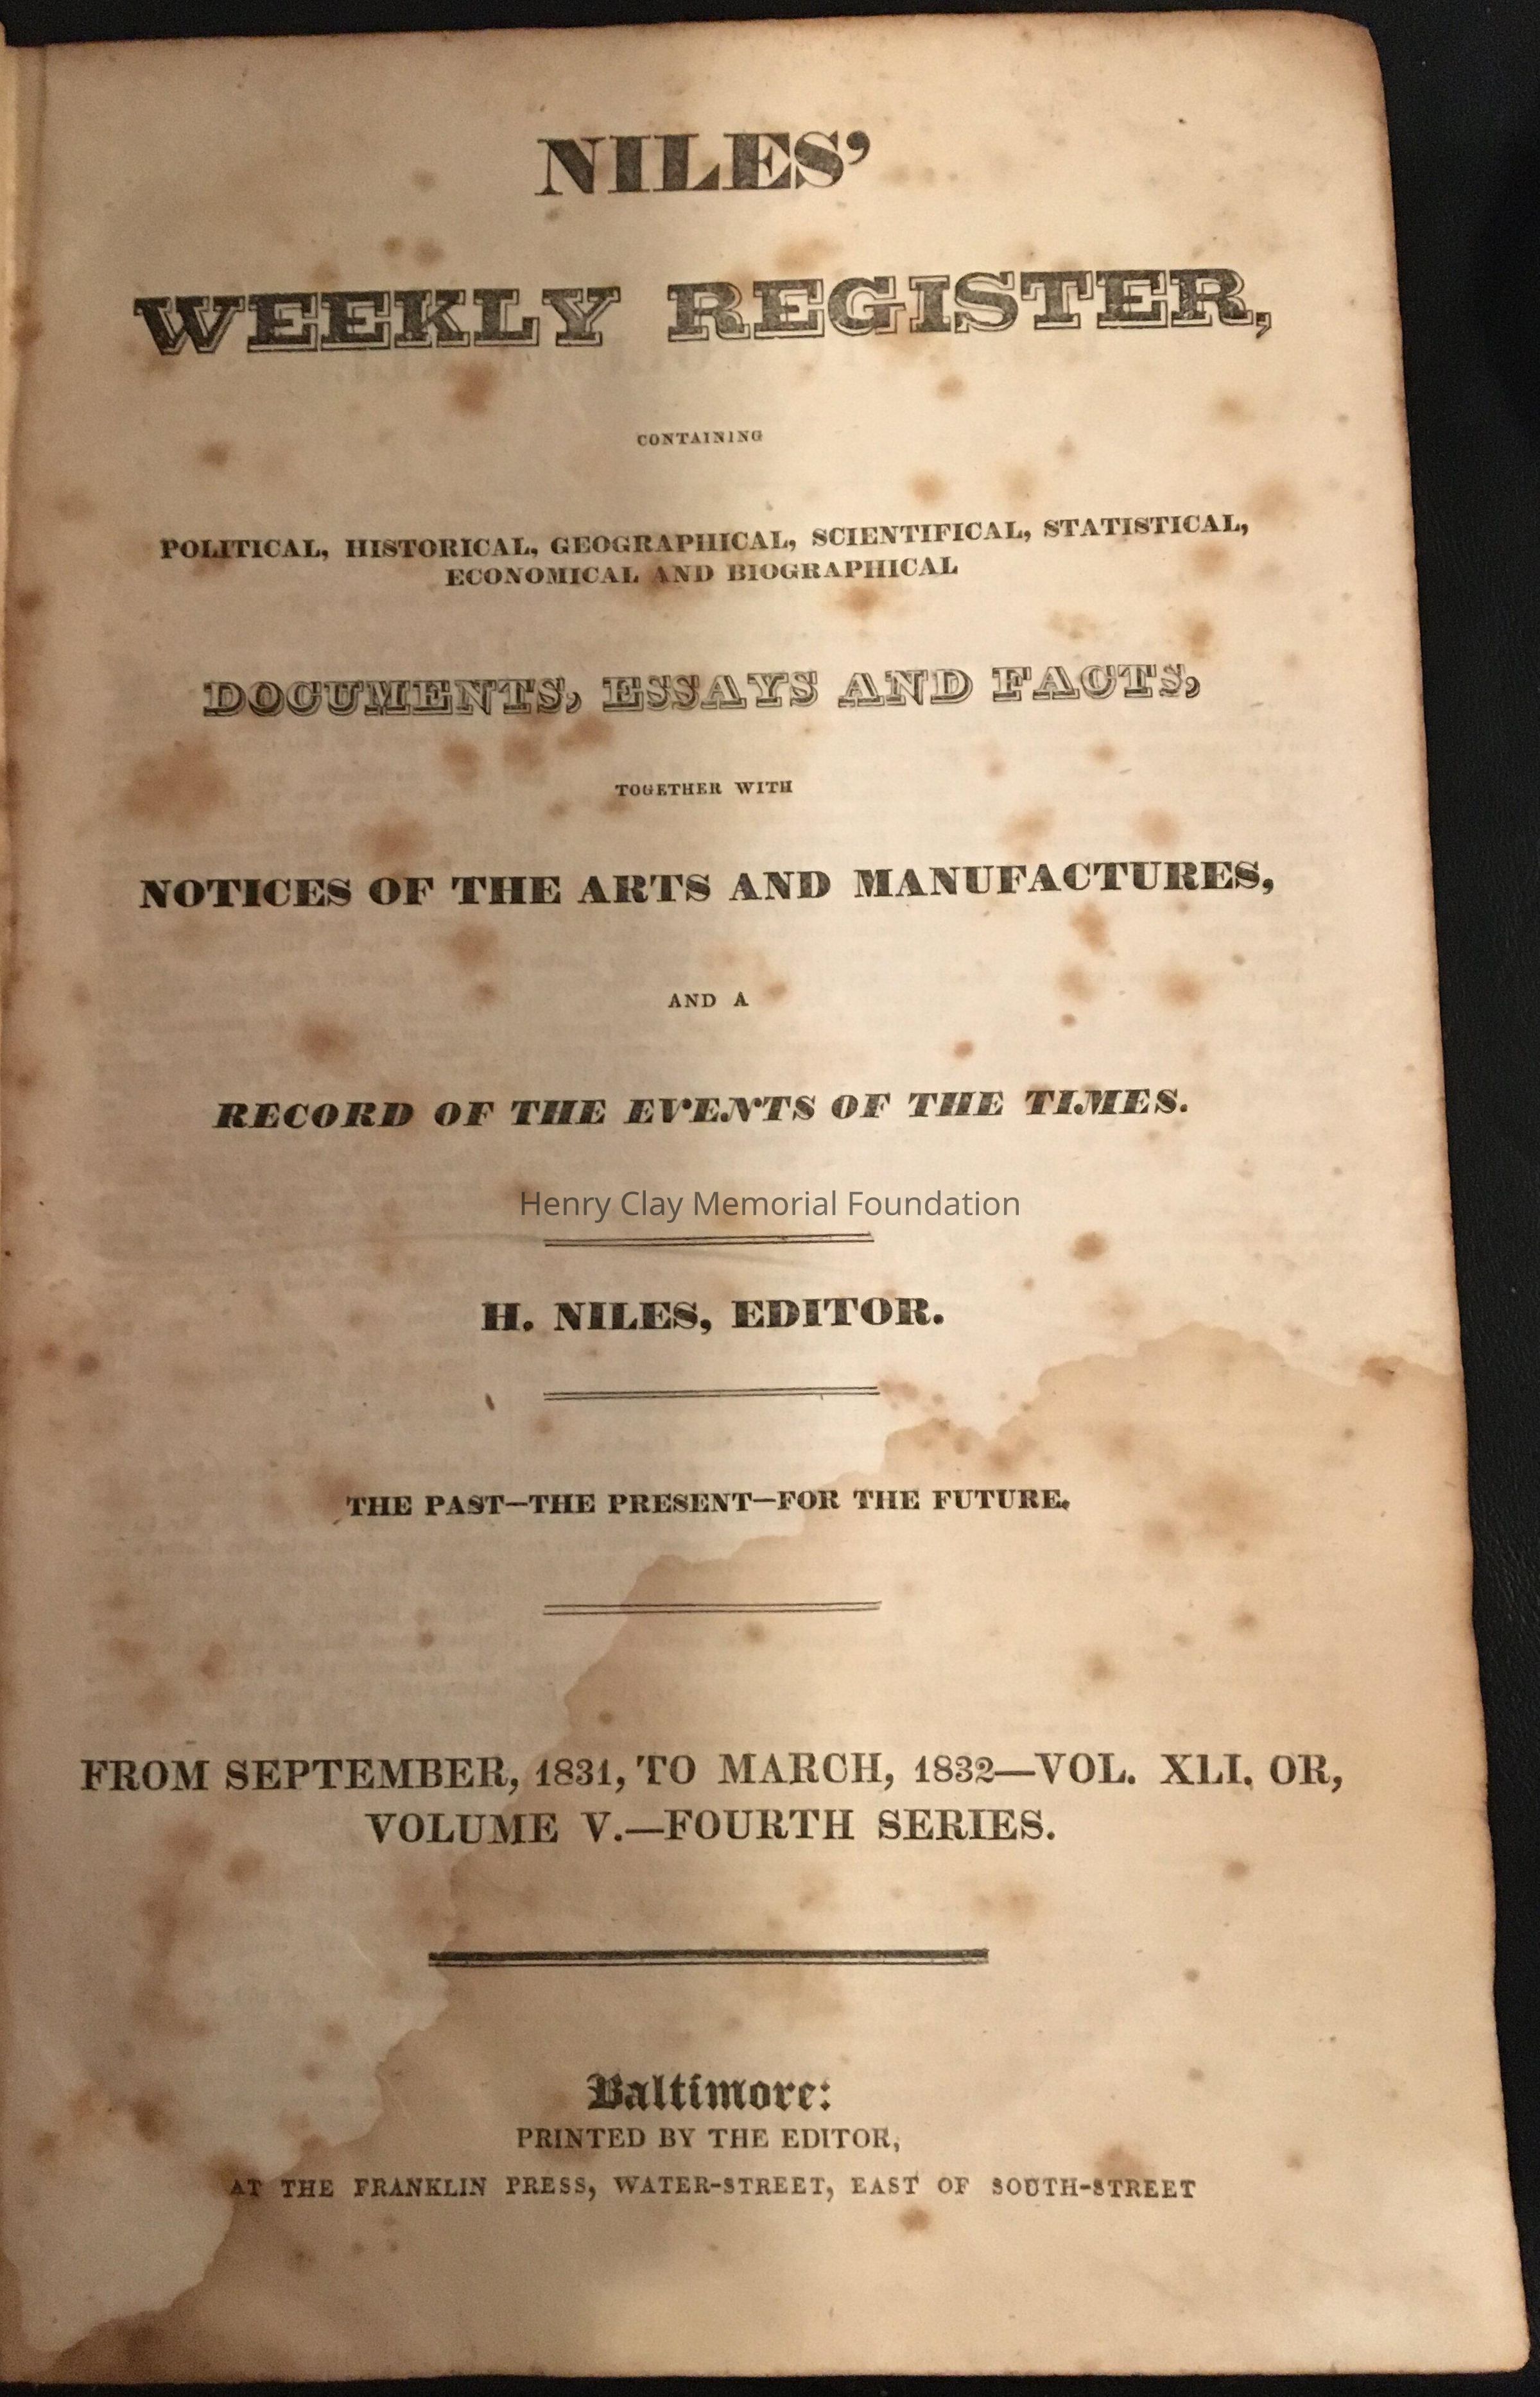 NILES'
WEEKLY REGISTER,
CONTAINING
POLITICAL, HISTORICAL, GEOGRAPHICAL, SCIENTIFICAL, STATISTICAL,
ECONOMICAL AND BIOGRAPHICAL
DOCUMENTS, ESSAYS AND FACTS,
TOGETHER WITH
NOTICES OF THE ARTS AND MANUFACTURES,
AND A
RECORD OF THE EVENTS OF THE TIMES.
Henry Clay Memorial Foundation
H. NILES, EDITOR.
THE PAST—THE PRESENT—FOR THE FUTURE.
FROM SEPTEMBER, 1831, TO MARCH, 1832—VOL. XLI. OR,
VOLUME V.—FOURTH SERIES.
Baltimore:
PRINTED BY THE EDITOR,
AT THE FRANKLIN PRESS, WATER-STREET, EAST OF SOUTH-STREET